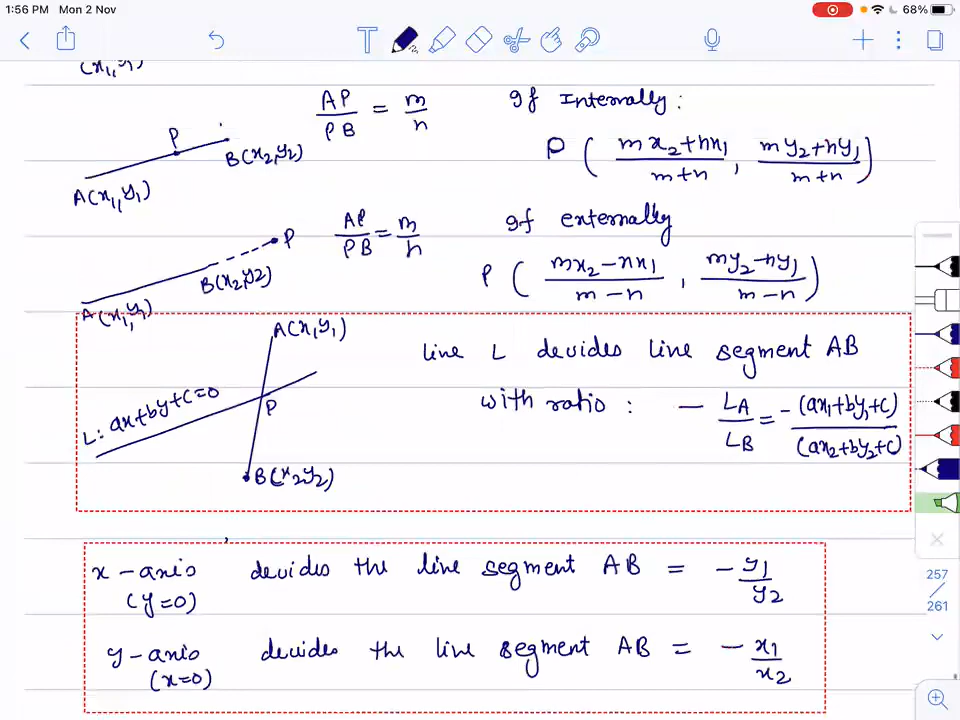 1:56 PM Mon 2 Nov
68%
(x1, y1)
AP/PB = m/n
If Internally :
P
B(x2, y2)
A(x1, y1)
P ( mx2+nx1/m+n , my2+ny1/m+n )
AP/PB = m/n
If externally
P
B(x2, y2)
A(x1, y1)
P ( mx2-nx1/m-n , my2-ny1/m-n )
A(x1 y1)
L: ax+by+c=0
P
B(x2 y2)
line L devides line segment AB
with ratio : - LA/LB = -(ax1+by1+c)/(ax2+by2+c)
x-axis devides the line segment AB = - y1/y2
(y=0)
y-axis devides the line segment AB = - x1/x2
(x=0)
257
/
261